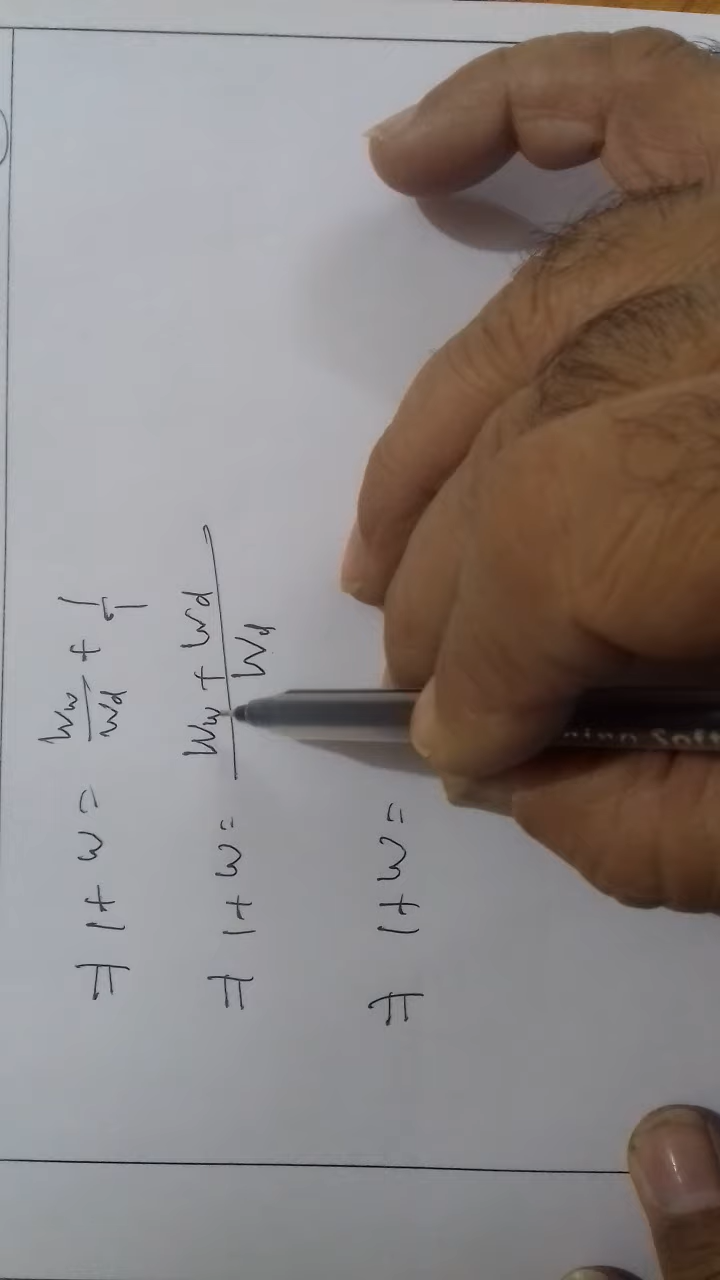 ⇒ 1+w = Ww/Wd + 1/1
⇒ 1+w = (Ww + Wd)/Wd
⇒ 1+w =